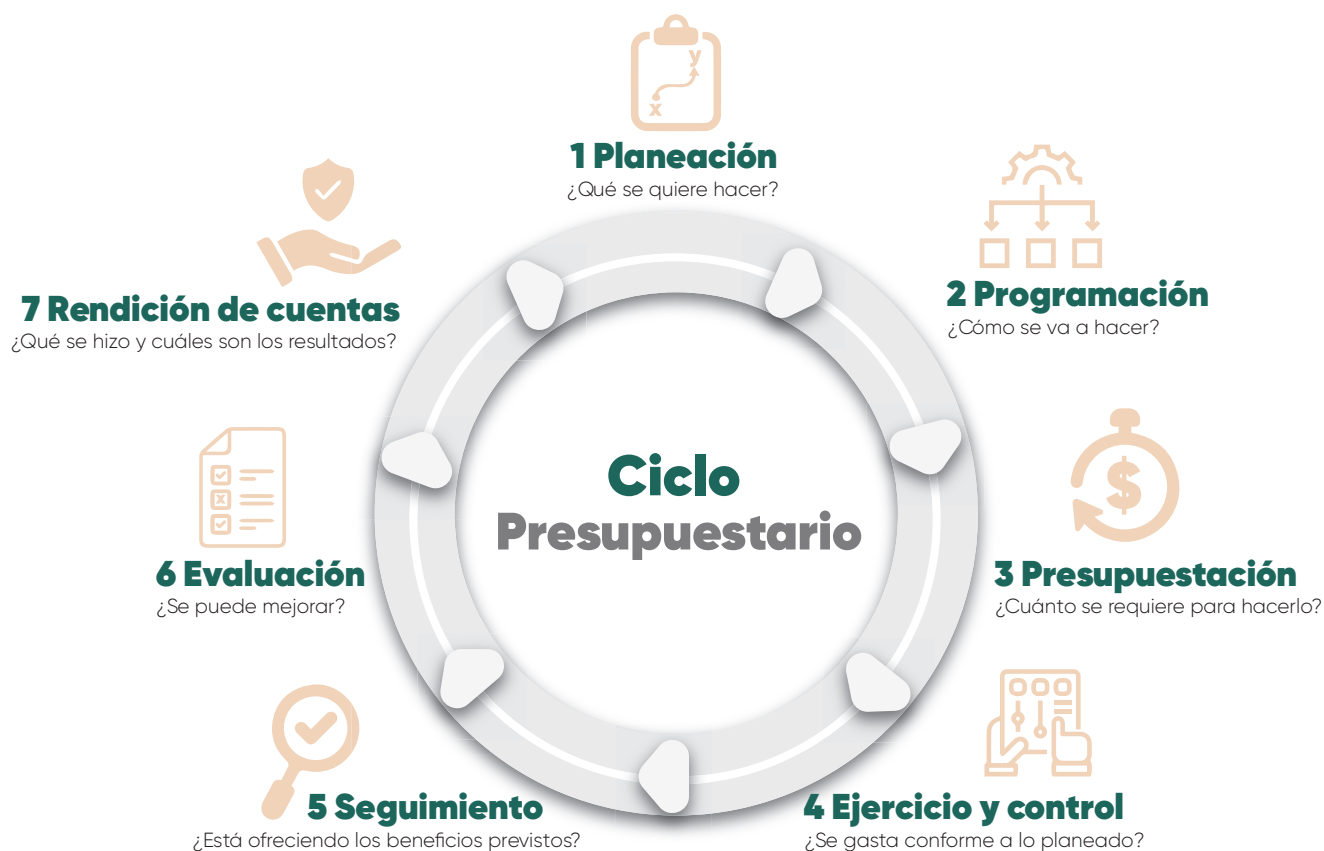 y
x
1 Planeación
¿Qué se quiere hacer?
2 Programación
¿Cómo se va a hacer?
$
3 Presupuestación
¿Cuánto se requiere para hacerlo?
4 Ejercicio y control
¿Se gasta conforme a lo planeado?
5 Seguimiento
¿Está ofreciendo los beneficios previstos?
6 Evaluación
¿Se puede mejorar?
7 Rendición de cuentas
¿Qué se hizo y cuáles son los resultados?
Ciclo
Presupuestario